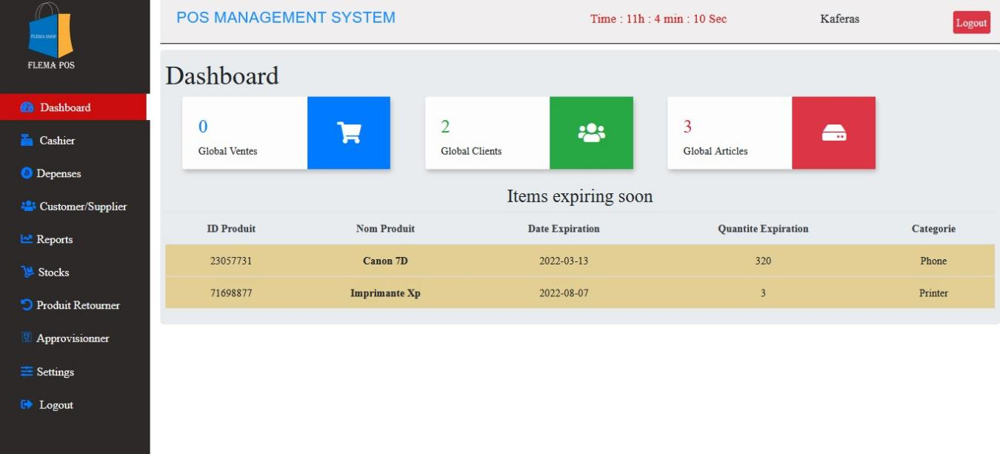 FLEMA SHOP
FLEMA POS
POS MANAGEMENT SYSTEM Time : 11h : 4 min : 10 Sec Kaferas Logout
Dashboard
Cashier
Depenses
Customer/Supplier
Reports
Stocks
Produit Retourner
Approvisionner
Settings
Logout
Dashboard
0 2 3
Global Ventes Global Clients Global Articles
Items expiring soon
ID Produit Nom Produit Date Expiration Quantite Expiration Categorie
23057731 Canon 7D 2022-03-13 320 Phone
71698877 Imprimante Xp 2022-08-07 3 Printer